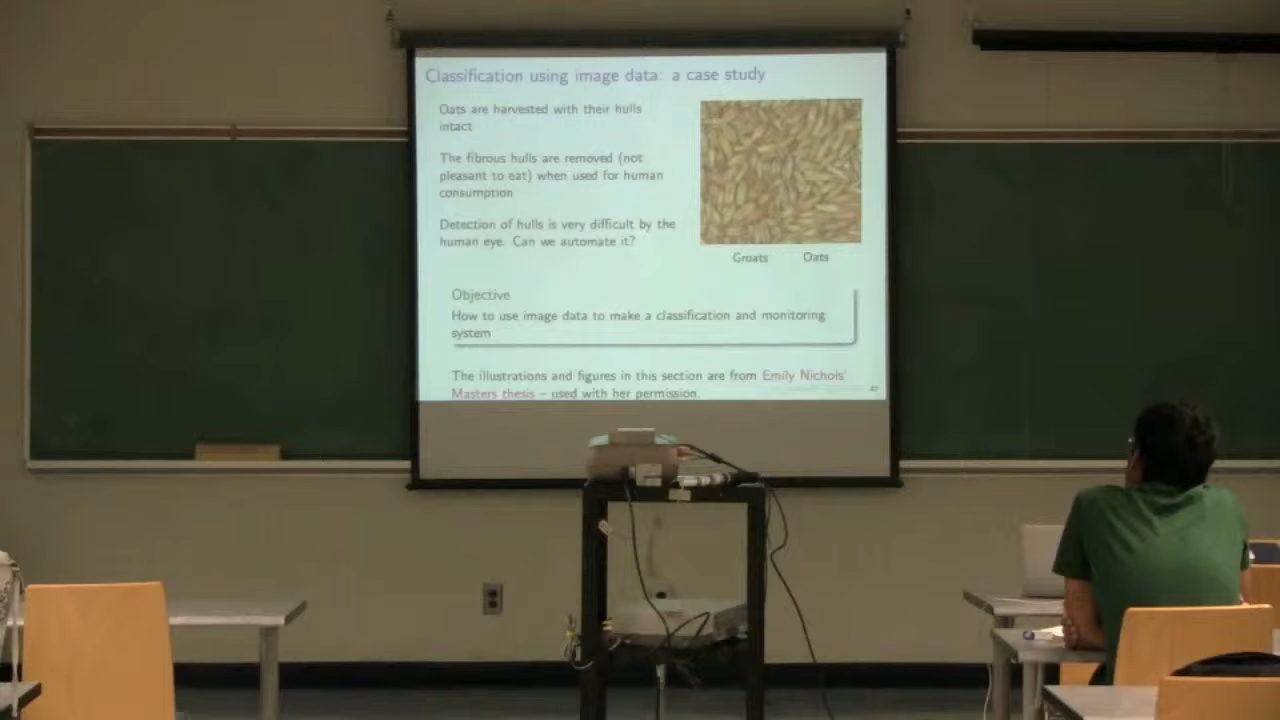 Classification using image data: a case study
Oats are harvested with their hulls
intact
The fibrous hulls are removed (not
pleasant to eat) when used for human
consumption
Detection of hulls is very difficult by the
human eye. Can we automate it?
Groats Oats
Objective
How to use image data to make a classification and monitoring
system
The illustrations and figures in this section are from Emily Nichols'
Masters thesis – used with her permission.